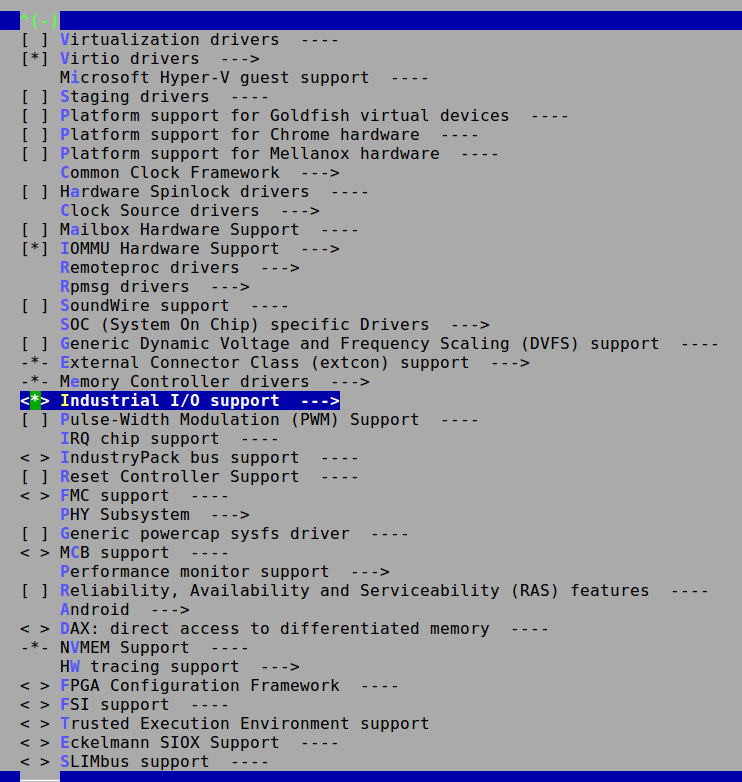 ^(-)
[ ] Virtualization drivers  ----
[*] Virtio drivers  --->
    Microsoft Hyper-V guest support  ----
[ ] Staging drivers  ----
[ ] Platform support for Goldfish virtual devices  ----
[ ] Platform support for Chrome hardware  ----
[ ] Platform support for Mellanox hardware  ----
    Common Clock Framework  --->
[ ] Hardware Spinlock drivers  ----
    Clock Source drivers  --->
[ ] Mailbox Hardware Support  ----
[*] IOMMU Hardware Support  --->
    Remoteproc drivers  --->
    Rpmsg drivers  --->
[ ] SoundWire support  ----
    SOC (System On Chip) specific Drivers  --->
[ ] Generic Dynamic Voltage and Frequency Scaling (DVFS) support  ----
-*- External Connector Class (extcon) support  --->
-*- Memory Controller drivers  --->
<*> Industrial I/O support  --->
[ ] Pulse-Width Modulation (PWM) Support  ----
    IRQ chip support  ----
< > IndustryPack bus support  ----
[ ] Reset Controller Support  ----
< > FMC support  ----
    PHY Subsystem  --->
[ ] Generic powercap sysfs driver  ----
< > MCB support  ----
    Performance monitor support  --->
[ ] Reliability, Availability and Serviceability (RAS) features  ----
    Android  --->
< > DAX: direct access to differentiated memory  ----
-*- NVMEM Support  ----
    HW tracing support  --->
< > FPGA Configuration Framework  ----
< > FSI support  ----
< > Trusted Execution Environment support
< > Eckelmann SIOX Support  ----
< > SLIMbus support  ----